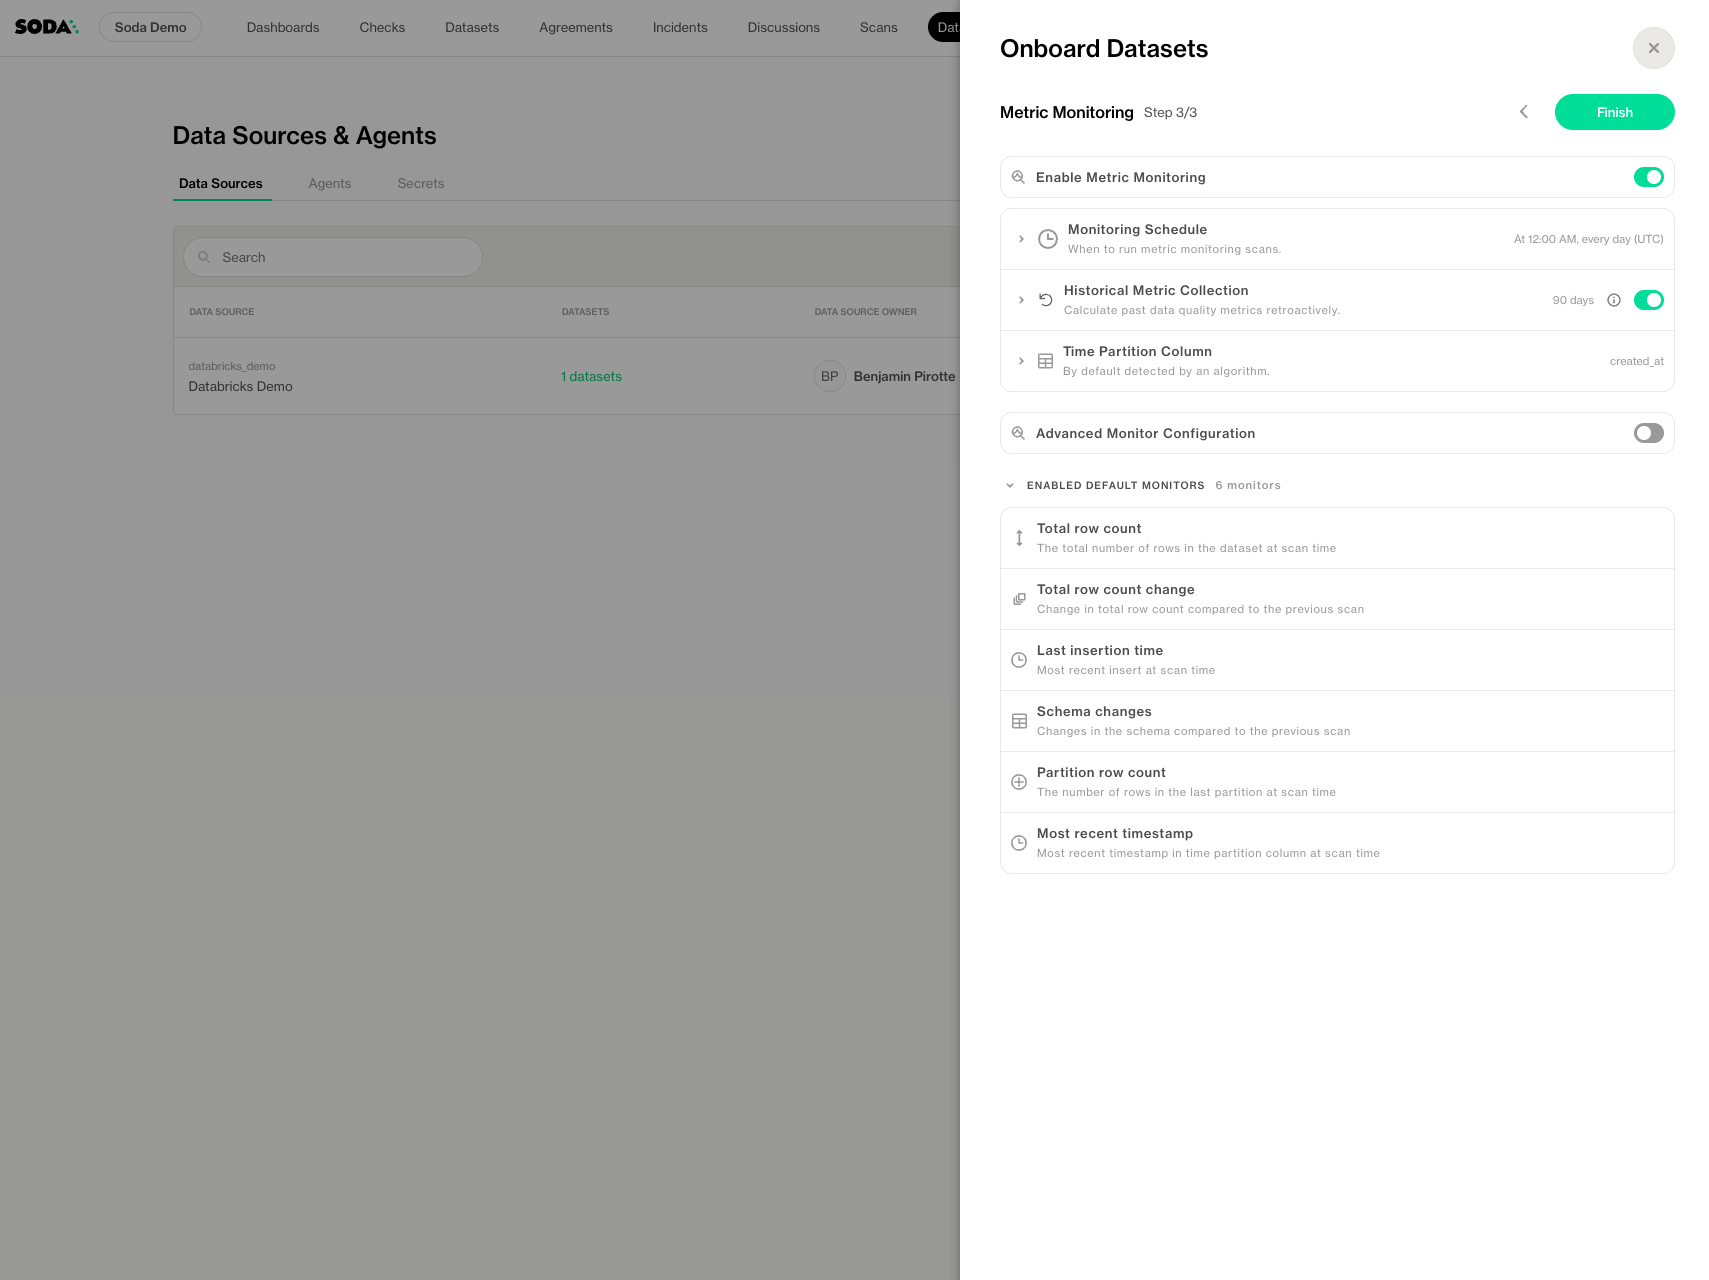 SODA
Soda Demo
Dashboards
Checks
Datasets
Agreements
Incidents
Discussions
Scans
Data Sources & Agents
Data Sources
Agents
Secrets
Search
DATA SOURCE
DATASETS
DATA SOURCE OWNER
databricks_demo
Databricks Demo
1 datasets
BP
Benjamin Pirotte
Onboard Datasets
Metric Monitoring Step 3/3
Finish
Enable Metric Monitoring
Monitoring Schedule
When to run metric monitoring scans.
At 12:00 AM, every day (UTC)
Historical Metric Collection
Calculate past data quality metrics retroactively.
90 days
Time Partition Column
By default detected by an algorithm.
created_at
Advanced Monitor Configuration
ENABLED DEFAULT MONITORS 6 monitors
Total row count
The total number of rows in the dataset at scan time
Total row count change
Change in total row count compared to the previous scan
Last insertion time
Most recent insert at scan time
Schema changes
Changes in the schema compared to the previous scan
Partition row count
The number of rows in the last partition at scan time
Most recent timestamp
Most recent timestamp in time partition column at scan time